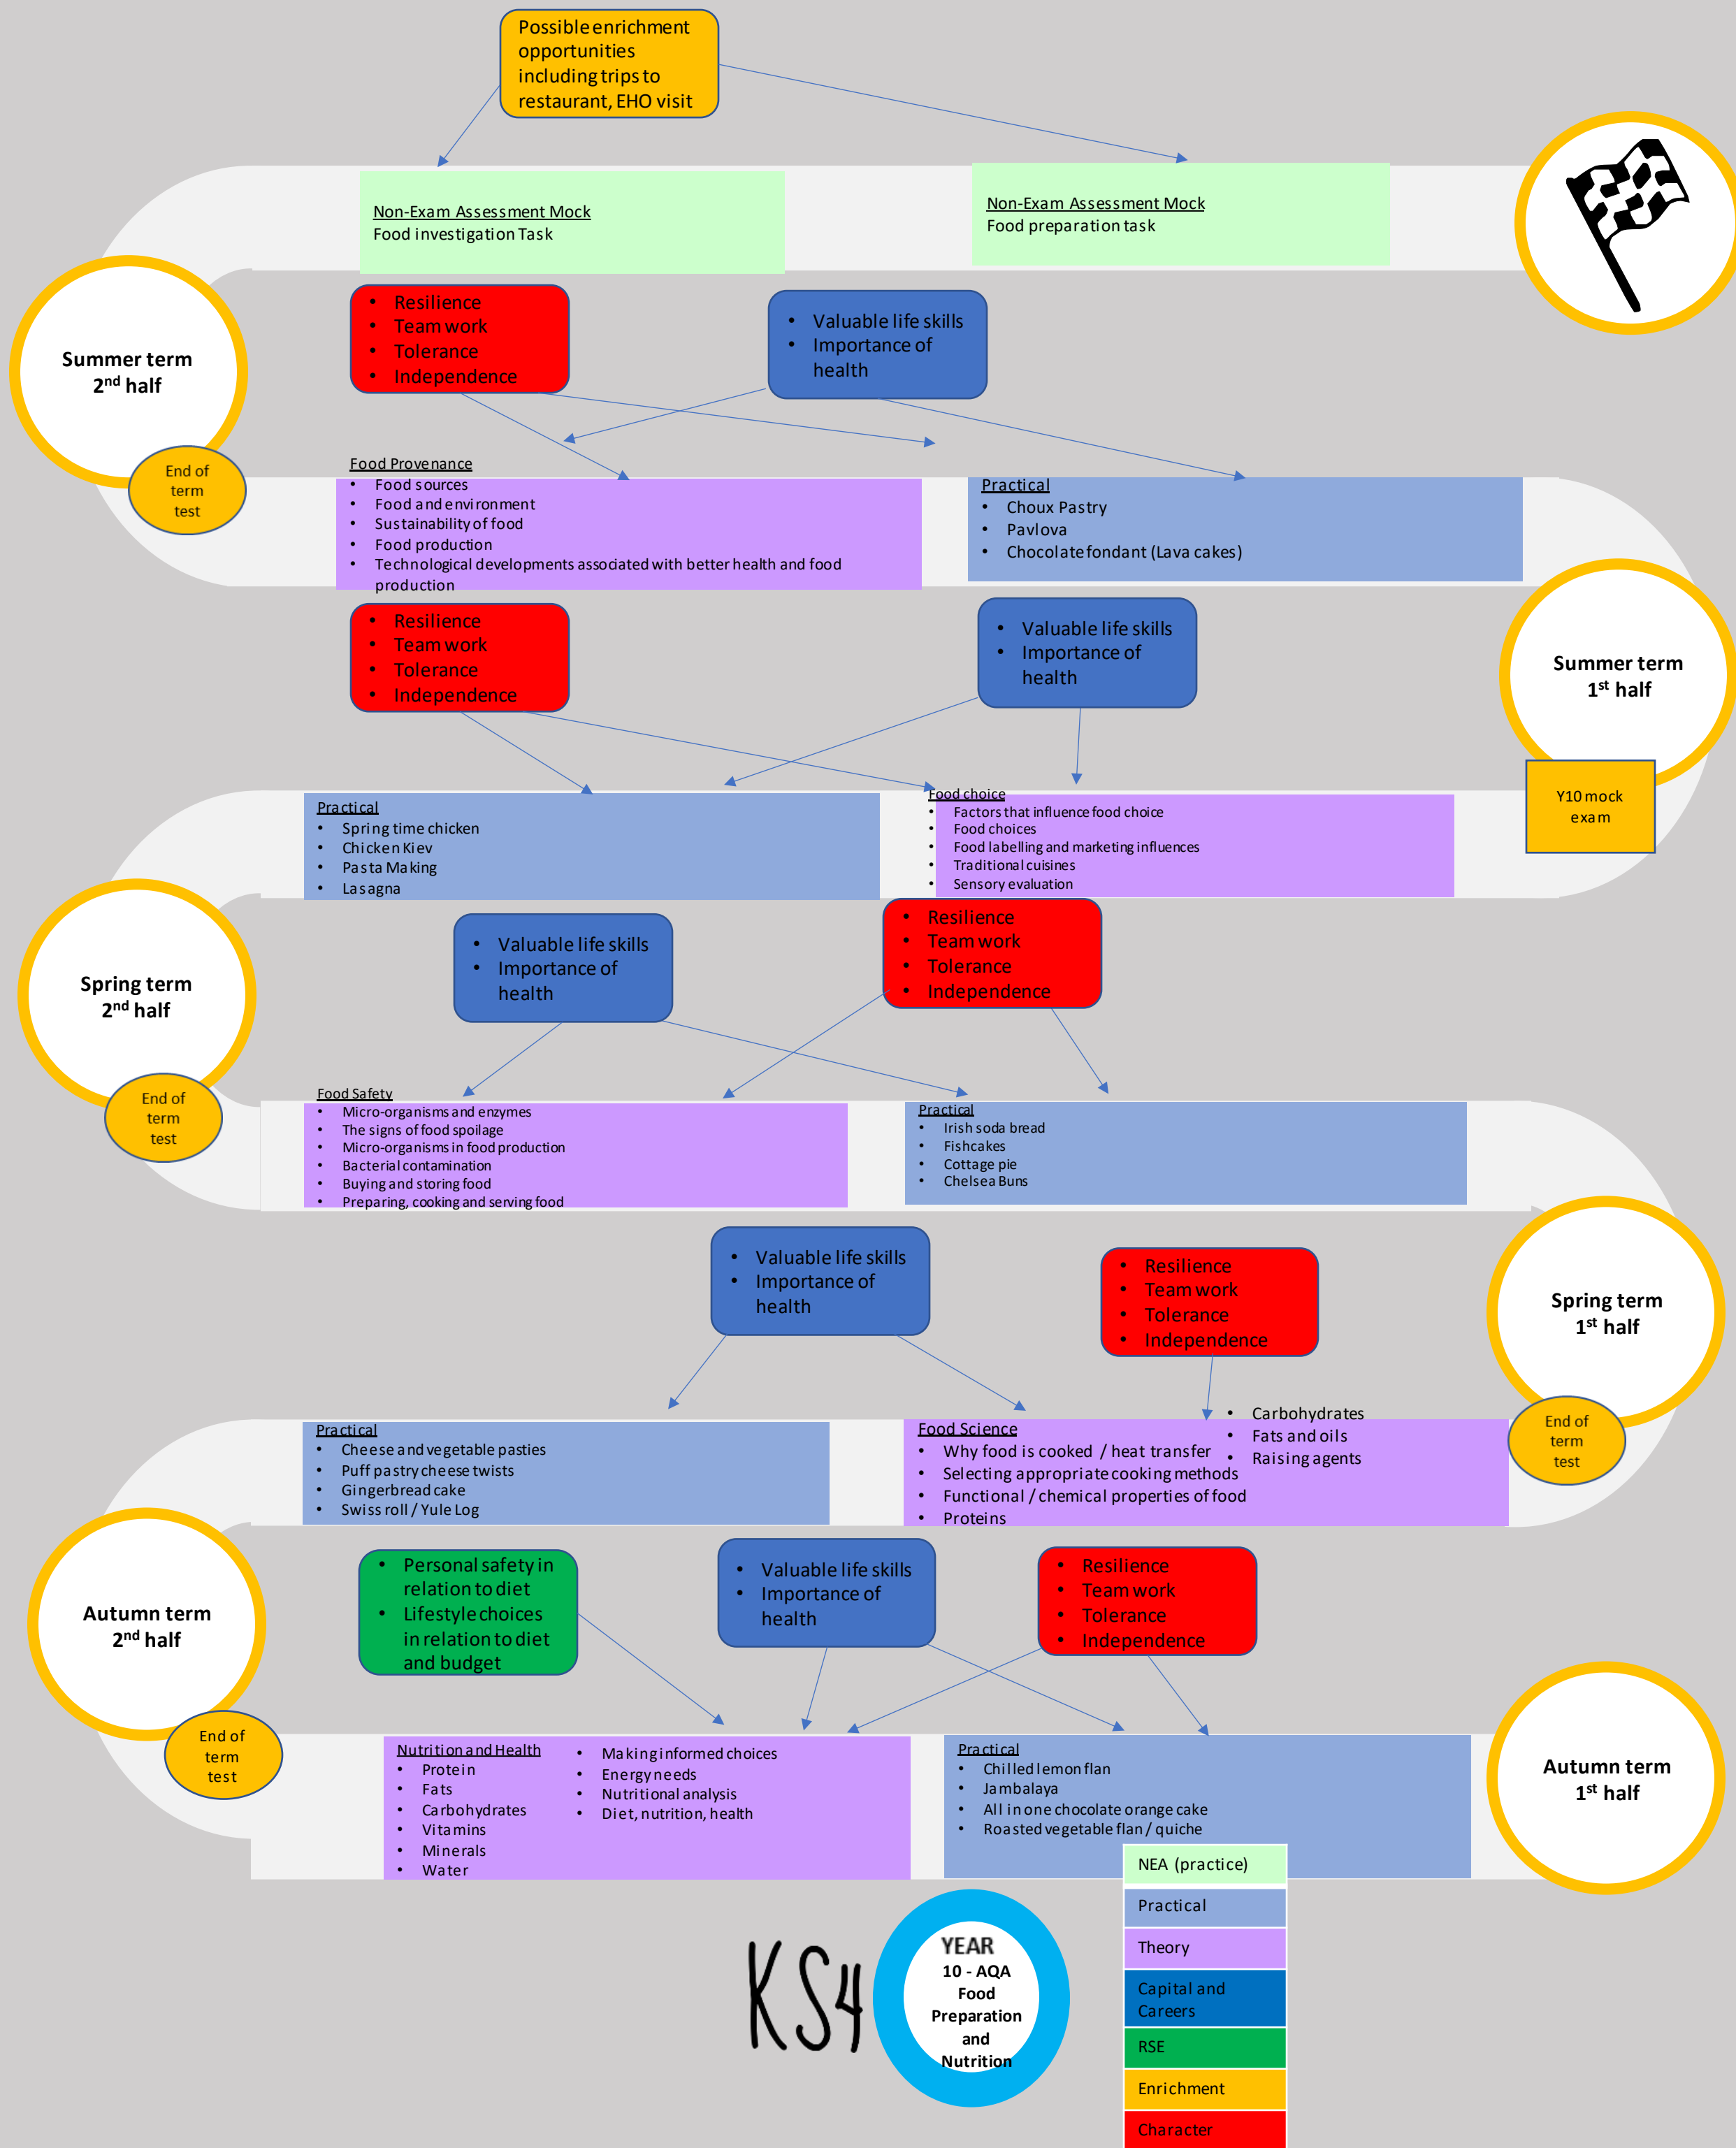 Possible enrichment
opportunities
including trips to
restaurant, EHO visit
Non-Exam Assessment Mock
Food investigation Task
Non-Exam Assessment Mock
Food preparation task
Summer term
2nd half
End of
term
test
• Resilience
• Team work
• Tolerance
• Independence
• Valuable life skills
• Importance of
health
Food Provenance
• Food sources
• Food and environment
• Sustainability of food
• Food production
• Technological developments associated with better health and food
production
Practical
• Choux Pastry
• Pavlova
• Chocolate fondant (Lava cakes)
• Resilience
• Team work
• Tolerance
• Independence
• Valuable life skills
• Importance of
health
Summer term
1st half
Y10 mock
exam
Practical
• Spring time chicken
• Chicken Kiev
• Pasta Making
• Lasagna
Food choice
• Factors that influence food choice
• Food choices
• Food labelling and marketing influences
• Traditional cuisines
• Sensory evaluation
Spring term
2nd half
End of
term
test
• Valuable life skills
• Importance of
health
• Resilience
• Team work
• Tolerance
• Independence
Food Safety
• Micro-organisms and enzymes
• The signs of food spoilage
• Micro-organisms in food production
• Bacterial contamination
• Buying and storing food
• Preparing, cooking and serving food
Practical
• Irish soda bread
• Fishcakes
• Cottage pie
• Chelsea Buns
• Valuable life skills
• Importance of
health
• Resilience
• Team work
• Tolerance
• Independence
Spring term
1st half
End of
term
test
Practical
• Cheese and vegetable pasties
• Puff pastry cheese twists
• Gingerbread cake
• Swiss roll / Yule Log
Food Science
• Why food is cooked / heat transfer
• Selecting appropriate cooking methods
• Functional / chemical properties of food
• Proteins
• Carbohydrates
• Fats and oils
• Raising agents
Autumn term
2nd half
End of
term
test
• Personal safety in
relation to diet
• Lifestyle choices
in relation to diet
and budget
• Valuable life skills
• Importance of
health
• Resilience
• Team work
• Tolerance
• Independence
Nutrition and Health
• Protein
• Fats
• Carbohydrates
• Vitamins
• Minerals
• Water
• Making informed choices
• Energy needs
• Nutritional analysis
• Diet, nutrition, health
Practical
• Chilled lemon flan
• Jambalaya
• All in one chocolate orange cake
• Roasted vegetable flan / quiche
Autumn term
1st half
KS4
YEAR
10 - AQA
Food
Preparation
and
Nutrition
NEA (practice)
Practical
Theory
Capital and
Careers
RSE
Enrichment
Character